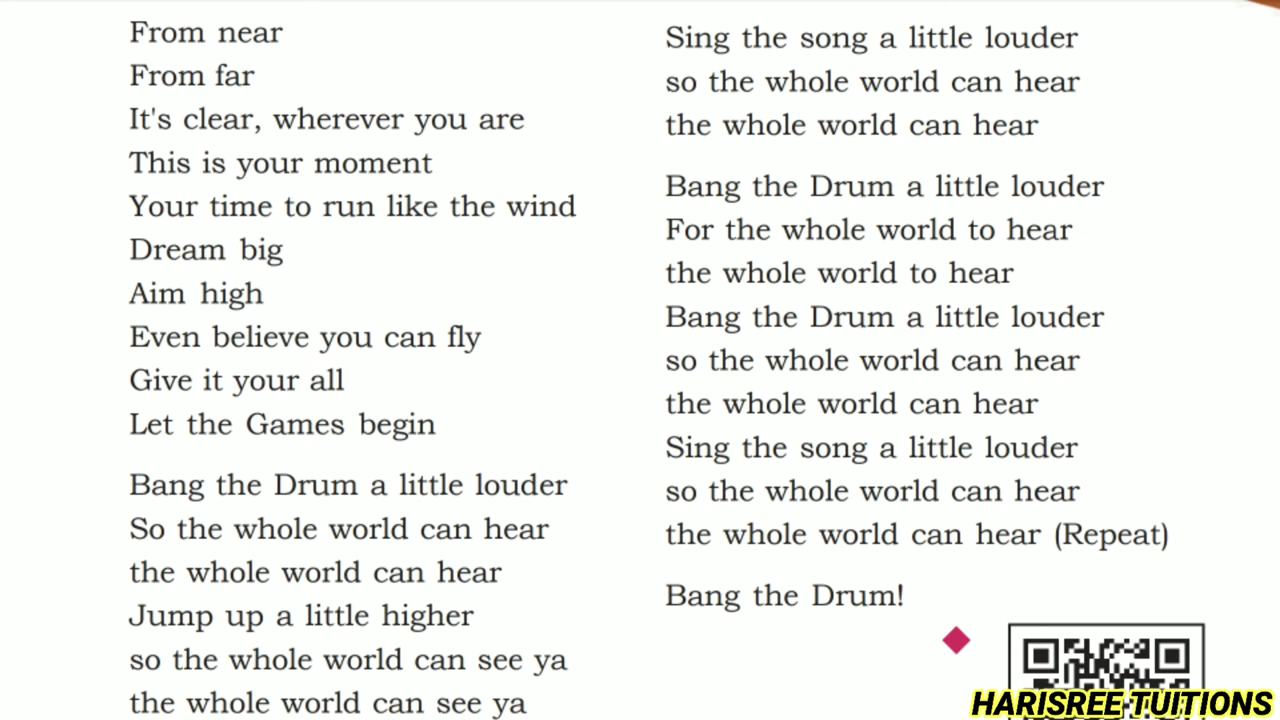 From near
From far
It's clear, wherever you are
This is your moment
Your time to run like the wind
Dream big
Aim high
Even believe you can fly
Give it your all
Let the Games begin
Bang the Drum a little louder
So the whole world can hear
the whole world can hear
Jump up a little higher
so the whole world can see ya
the whole world can see ya
Sing the song a little louder
so the whole world can hear
the whole world can hear
Bang the Drum a little louder
For the whole world to hear
the whole world to hear
Bang the Drum a little louder
so the whole world can hear
the whole world can hear
Sing the song a little louder
so the whole world can hear
the whole world can hear (Repeat)
Bang the Drum!
HARISREE TUITIONS